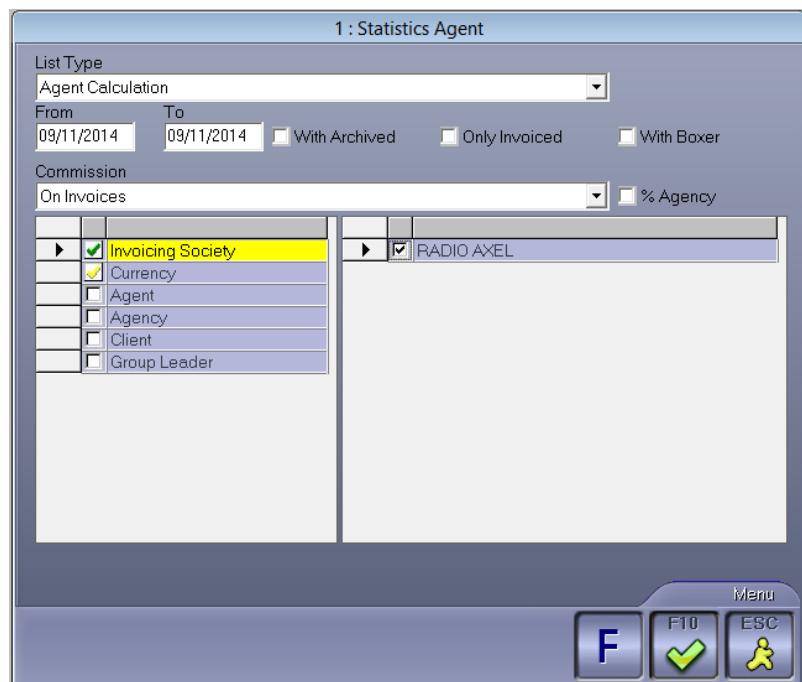 1 : Statistics Agent
List Type
Agent Calculation
From To
09/11/2014 09/11/2014 With Archived Only Invoiced With Boxer
Commission
On Invoices % Agency
Invoicing Society RADIO AXEL
Currency
Agent
Agency
Client
Group Leader
Menu
F F10 ESC